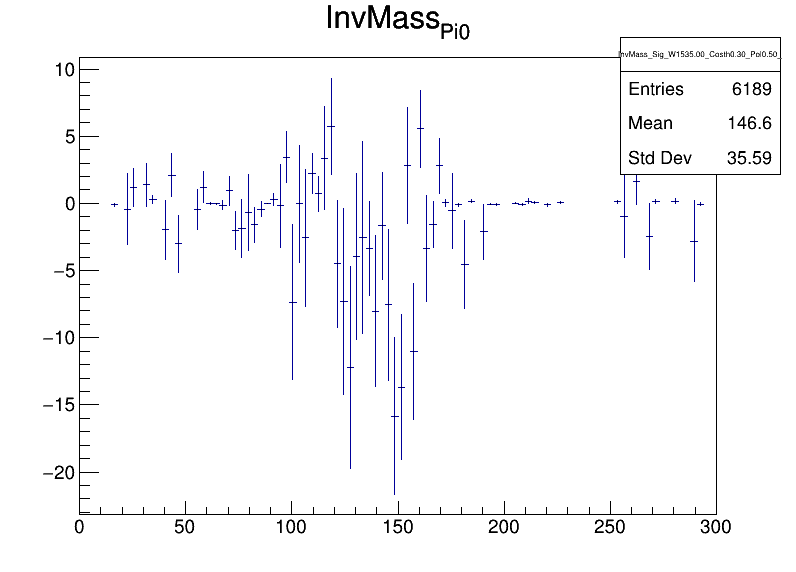 InvMass_Pi0
InvMass_Sig_W1535.00_Costh0.30_Pol0.50_
Entries 6189
Mean 146.6
Std Dev 35.59
10
5
0
−5
−10
−15
−20
0 50 100 150 200 250 300